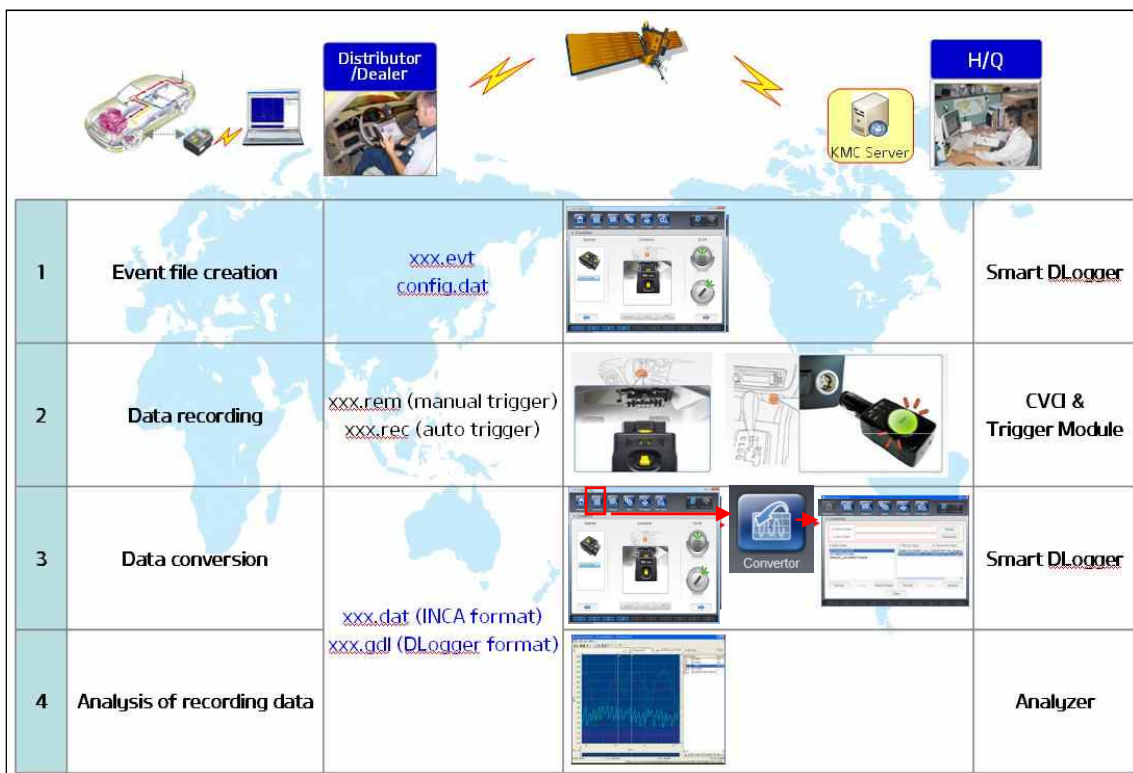 Distributor
/Dealer
H/Q
KMC Server
1
Event file creation
xxx.evt
config.dat
Smart DLogger
2
Data recording
xxx.rem (manual trigger)
xxx.rec (auto trigger)
CVCI &
Trigger Module
3
Data conversion
Convertor
Smart DLogger
xxx.dat (INCA format)
xxx.gdl (DLogger format)
4
Analysis of recording data
Analyzer